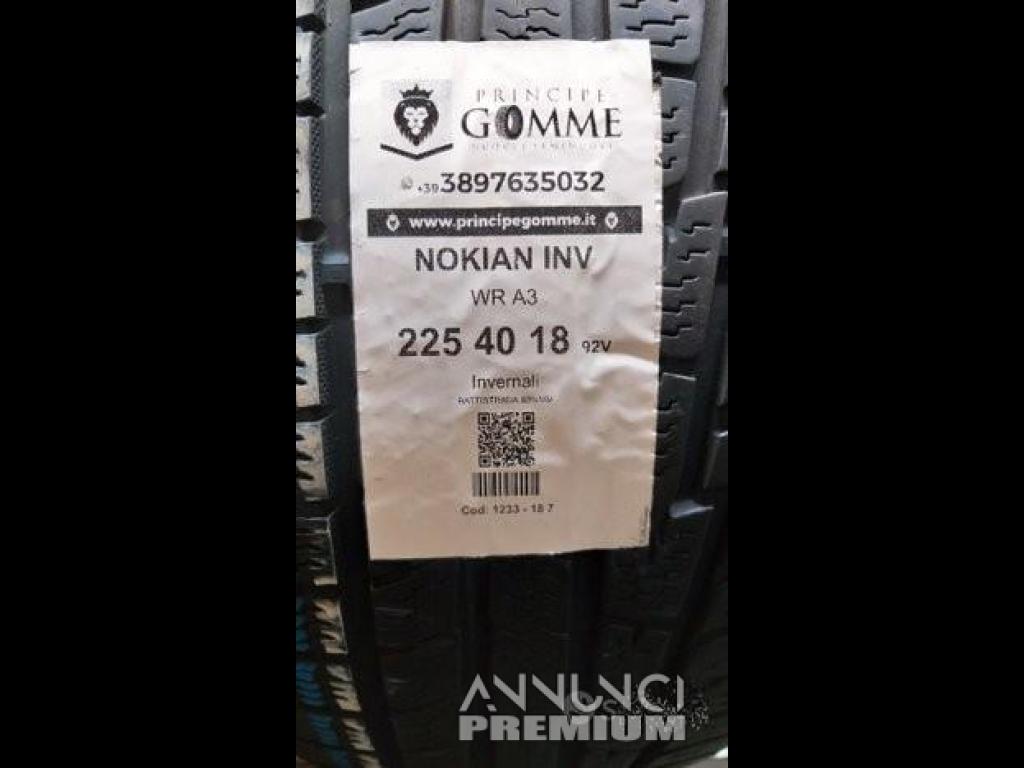 PRINCIPE
GOMME
+39 3897635032
www.principegomme.it
NOKIAN INV
WR A3
225 40 18 92V
Invernali
BATTISTRADA
Cod: 1233 - 18 7
ANNUNCI
PREMIUM